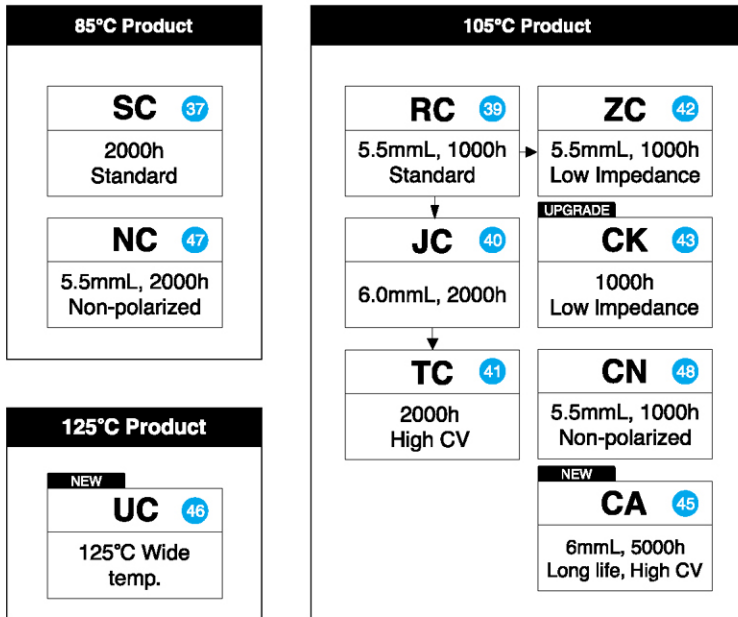 85°C Product
SC 37
2000h
Standard
NC 47
5.5mmL, 2000h
Non-polarized
125°C Product
NEW
UC 46
125°C Wide
temp.
105°C Product
RC 39
5.5mmL, 1000h
Standard
ZC 42
5.5mmL, 1000h
Low Impedance
JC 40
6.0mmL, 2000h
UPGRADE
CK 43
1000h
Low Impedance
TC 41
2000h
High CV
CN 48
5.5mmL, 1000h
Non-polarized
NEW
CA 45
6mmL, 5000h
Long life, High CV